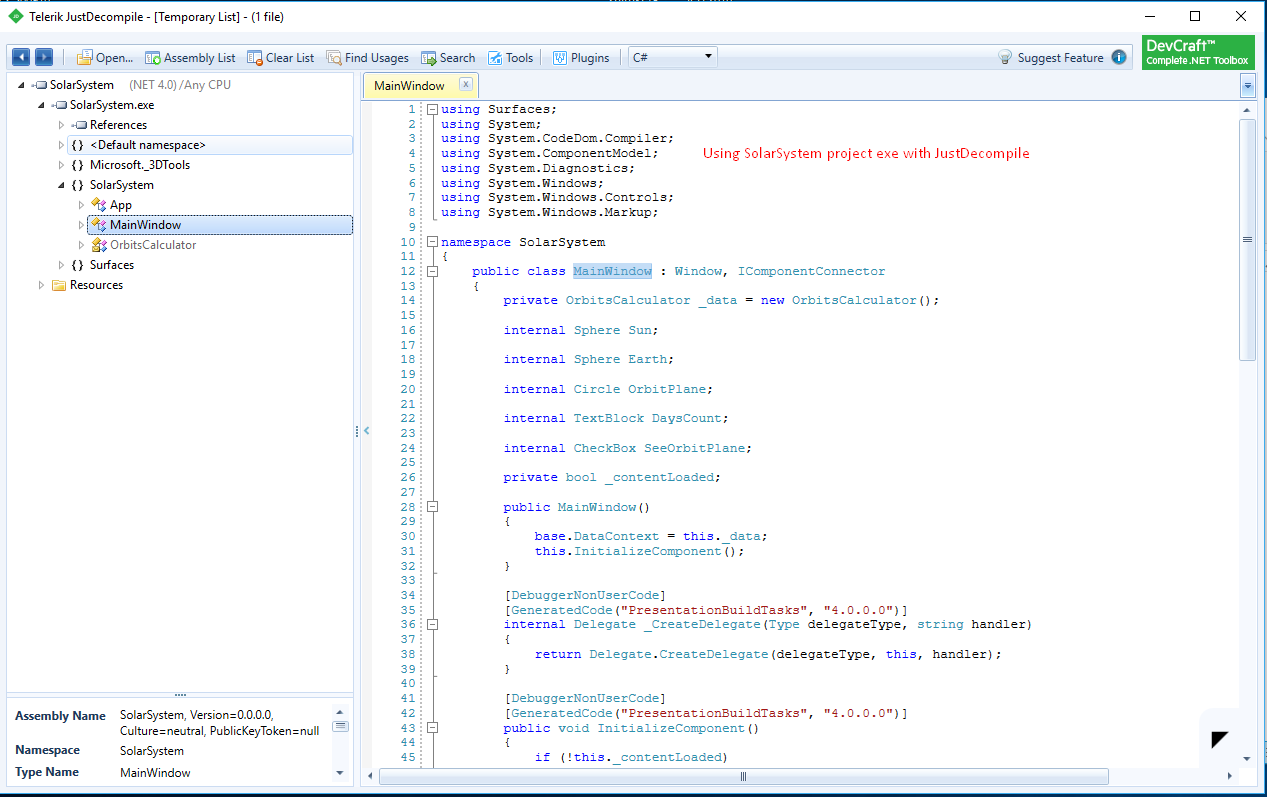 Telerik JustDecompile - [Temporary List] - (1 file)
Open... Assembly List Clear List Find Usages Search Tools Plugins C# Suggest Feature
DevCraft™
Complete .NET Toolbox
SolarSystem (NET 4.0) /Any CPU
SolarSystem.exe
References
{} <Default namespace>
{} Microsoft._3DTools
{} SolarSystem
App
MainWindow
OrbitsCalculator
{} Surfaces
Resources
Assembly Name SolarSystem, Version=0.0.0.0,
Culture=neutral, PublicKeyToken=null
Namespace SolarSystem
Type Name MainWindow
MainWindow
1 using Surfaces;
2 using System;
3 using System.CodeDom.Compiler;
4 using System.ComponentModel;
Using SolarSystem project exe with JustDecompile
5 using System.Diagnostics;
6 using System.Windows;
7 using System.Windows.Controls;
8 using System.Windows.Markup;
9
10 namespace SolarSystem
11 {
12 public class MainWindow : Window, IComponentConnector
13 {
14 private OrbitsCalculator _data = new OrbitsCalculator();
15
16 internal Sphere Sun;
17
18 internal Sphere Earth;
19
20 internal Circle OrbitPlane;
21
22 internal TextBlock DaysCount;
23
24 internal CheckBox SeeOrbitPlane;
25
26 private bool _contentLoaded;
27
28 public MainWindow()
29 {
30 base.DataContext = this._data;
31 this.InitializeComponent();
32 }
33
34 [DebuggerNonUserCode]
35 [GeneratedCode("PresentationBuildTasks", "4.0.0.0")]
36 internal Delegate _CreateDelegate(Type delegateType, string handler)
37 {
38 return Delegate.CreateDelegate(delegateType, this, handler);
39 }
40
41 [DebuggerNonUserCode]
42 [GeneratedCode("PresentationBuildTasks", "4.0.0.0")]
43 public void InitializeComponent()
44 {
45 if (!this._contentLoaded)